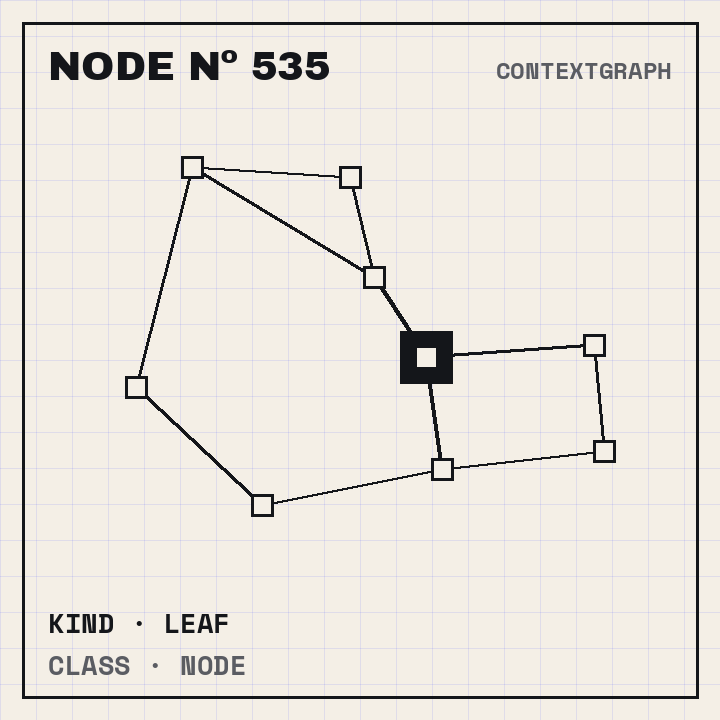 NODE Nº 535
CONTEXTGRAPH
KIND · LEAF
CLASS · NODE